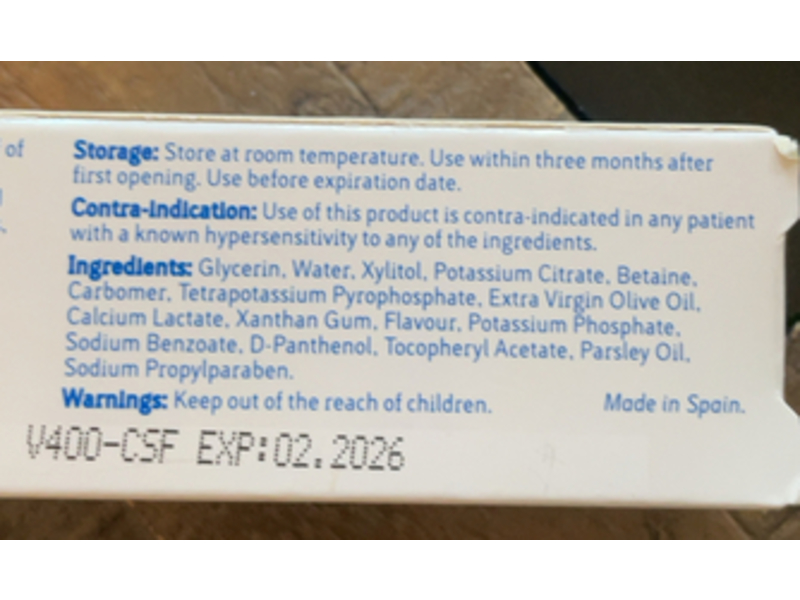 of
Storage: Store at room temperature. Use within three months after
first opening. Use before expiration date.
Contra-indication: Use of this product is contra-indicated in any patient
with a known hypersensitivity to any of the ingredients.
Ingredients: Glycerin, Water, Xylitol, Potassium Citrate, Betaine,
Carbomer, Tetrapotassium Pyrophosphate, Extra Virgin Olive Oil,
Calcium Lactate, Xanthan Gum, Flavour, Potassium Phosphate,
Sodium Benzoate, D-Panthenol, Tocopheryl Acetate, Parsley Oil,
Sodium Propylparaben.
Warnings: Keep out of the reach of children. Made in Spain.
V400-CSF EXP:02.2026